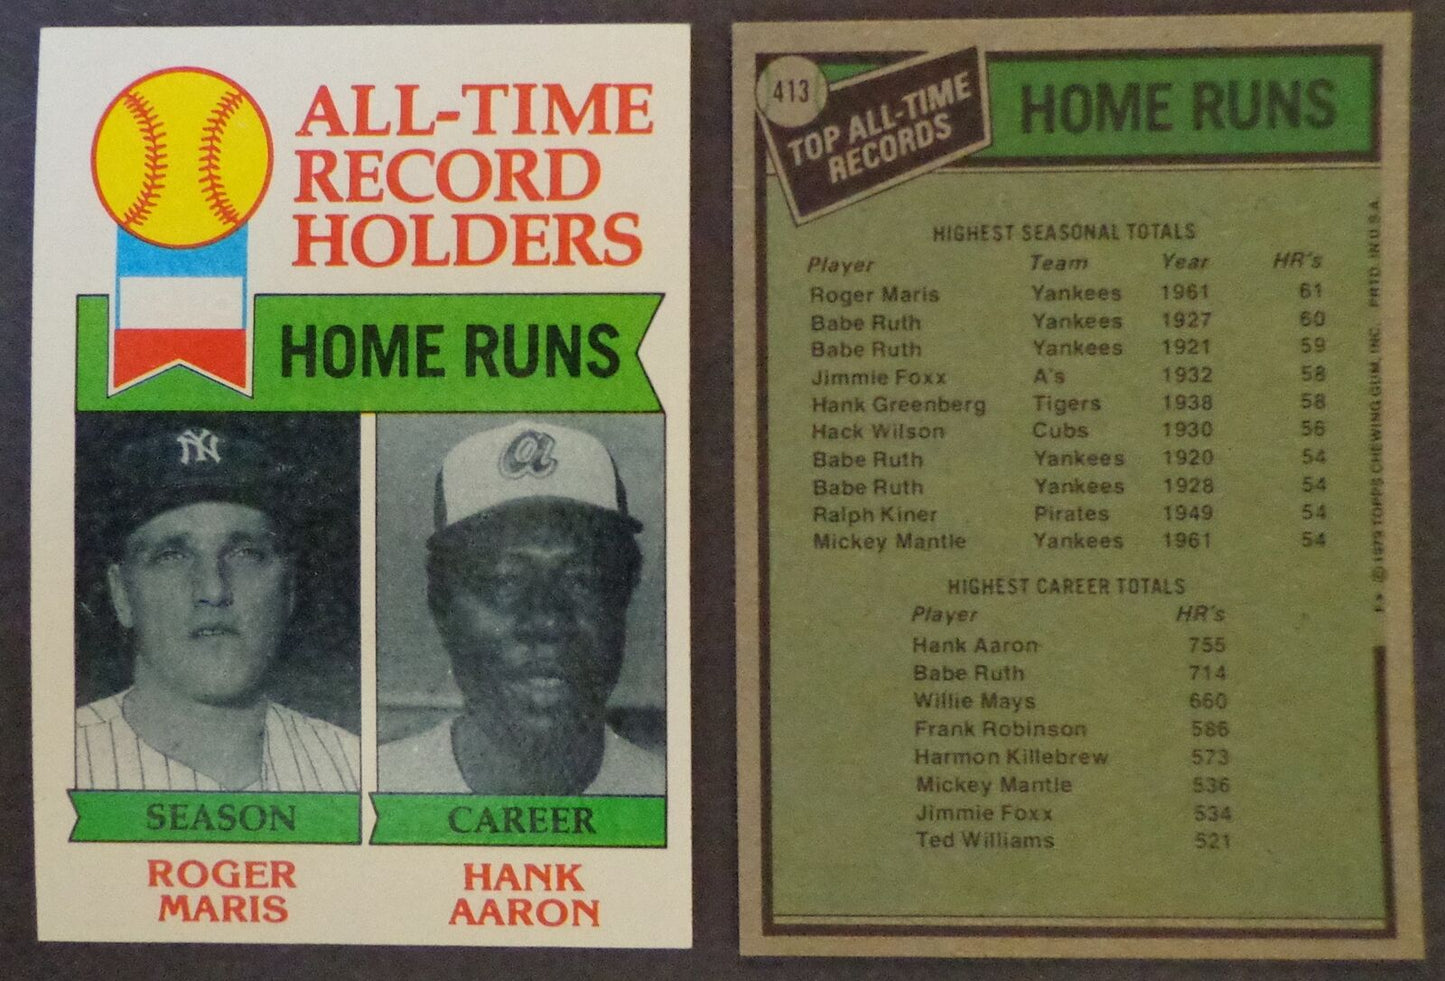 ALL-TIME
RECORD
HOLDERS
HOME RUNS
NY
a
SEASON
CAREER
ROGER
MARIS
HANK
AARON
413
TOP ALL-TIME
RECORDS
HOME RUNS
HIGHEST SEASONAL TOTALS
Player Team Year HR's
Roger Maris Yankees 1961 61
Babe Ruth Yankees 1927 60
Babe Ruth Yankees 1921 59
Jimmie Foxx A's 1932 58
Hank Greenberg Tigers 1938 58
Hack Wilson Cubs 1930 56
Babe Ruth Yankees 1920 54
Babe Ruth Yankees 1928 54
Ralph Kiner Pirates 1949 54
Mickey Mantle Yankees 1961 54
HIGHEST CAREER TOTALS
Player HR's
Hank Aaron 755
Babe Ruth 714
Willie Mays 660
Frank Robinson 586
Harmon Killebrew 573
Mickey Mantle 536
Jimmie Foxx 534
Ted Williams 521
© 1979 TOPPS CHEWING GUM, INC. PRTD. IN U.S.A.